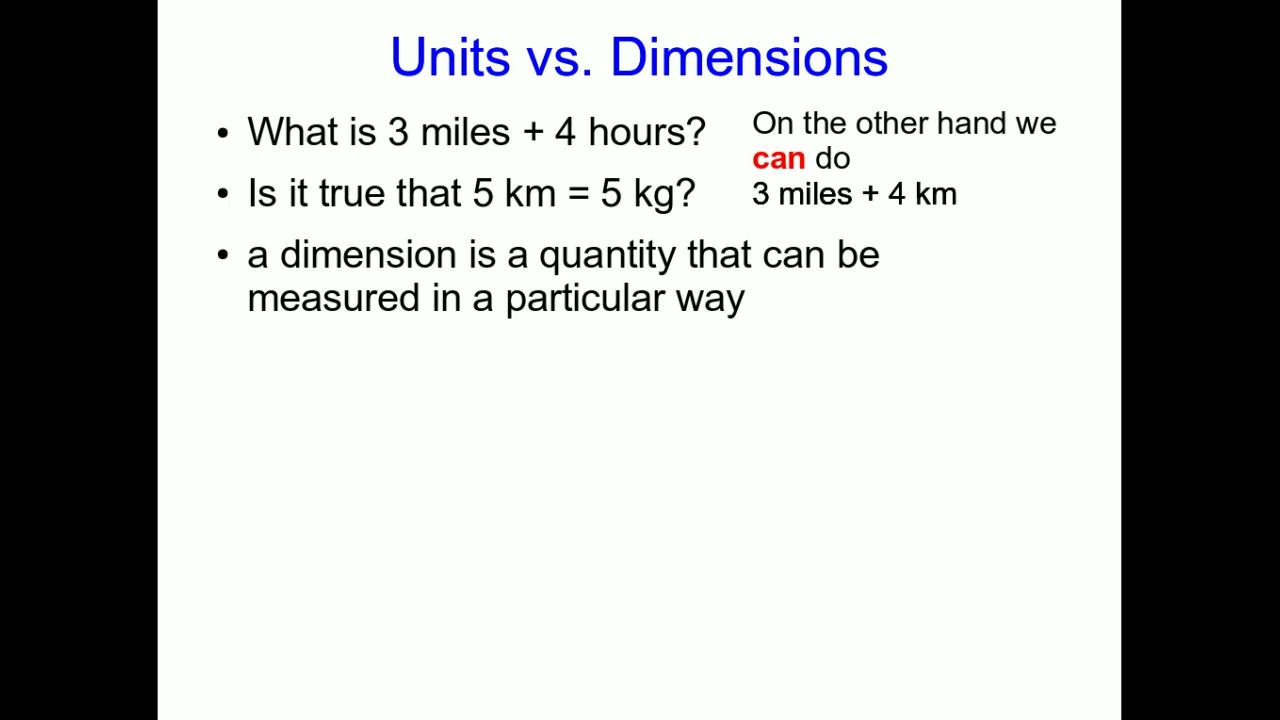 Units vs. Dimensions
• What is 3 miles + 4 hours?
• Is it true that 5 km = 5 kg?
On the other hand we
can do
3 miles + 4 km
• a dimension is a quantity that can be
measured in a particular way